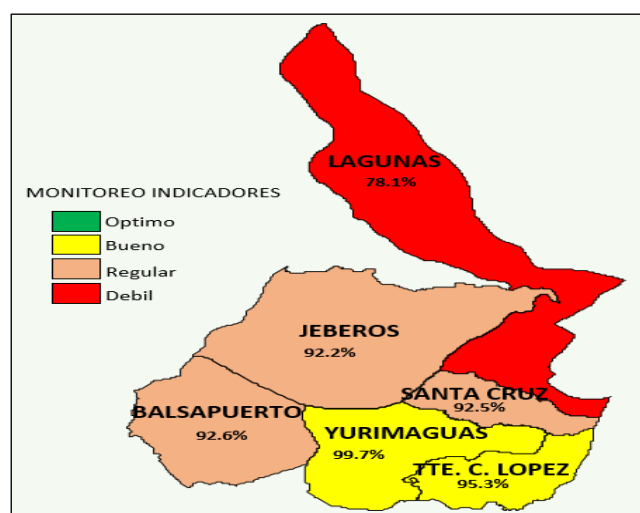 LAGUNAS
78.1%
MONITOREO INDICADORES
Optimo
Bueno
Regular
Debil
JEBEROS
92.2%
SANTA CRUZ
92.5%
BALSAPUERTO
92.6%
YURIMAGUAS
99.7%
TTE. C. LOPEZ
95.3%